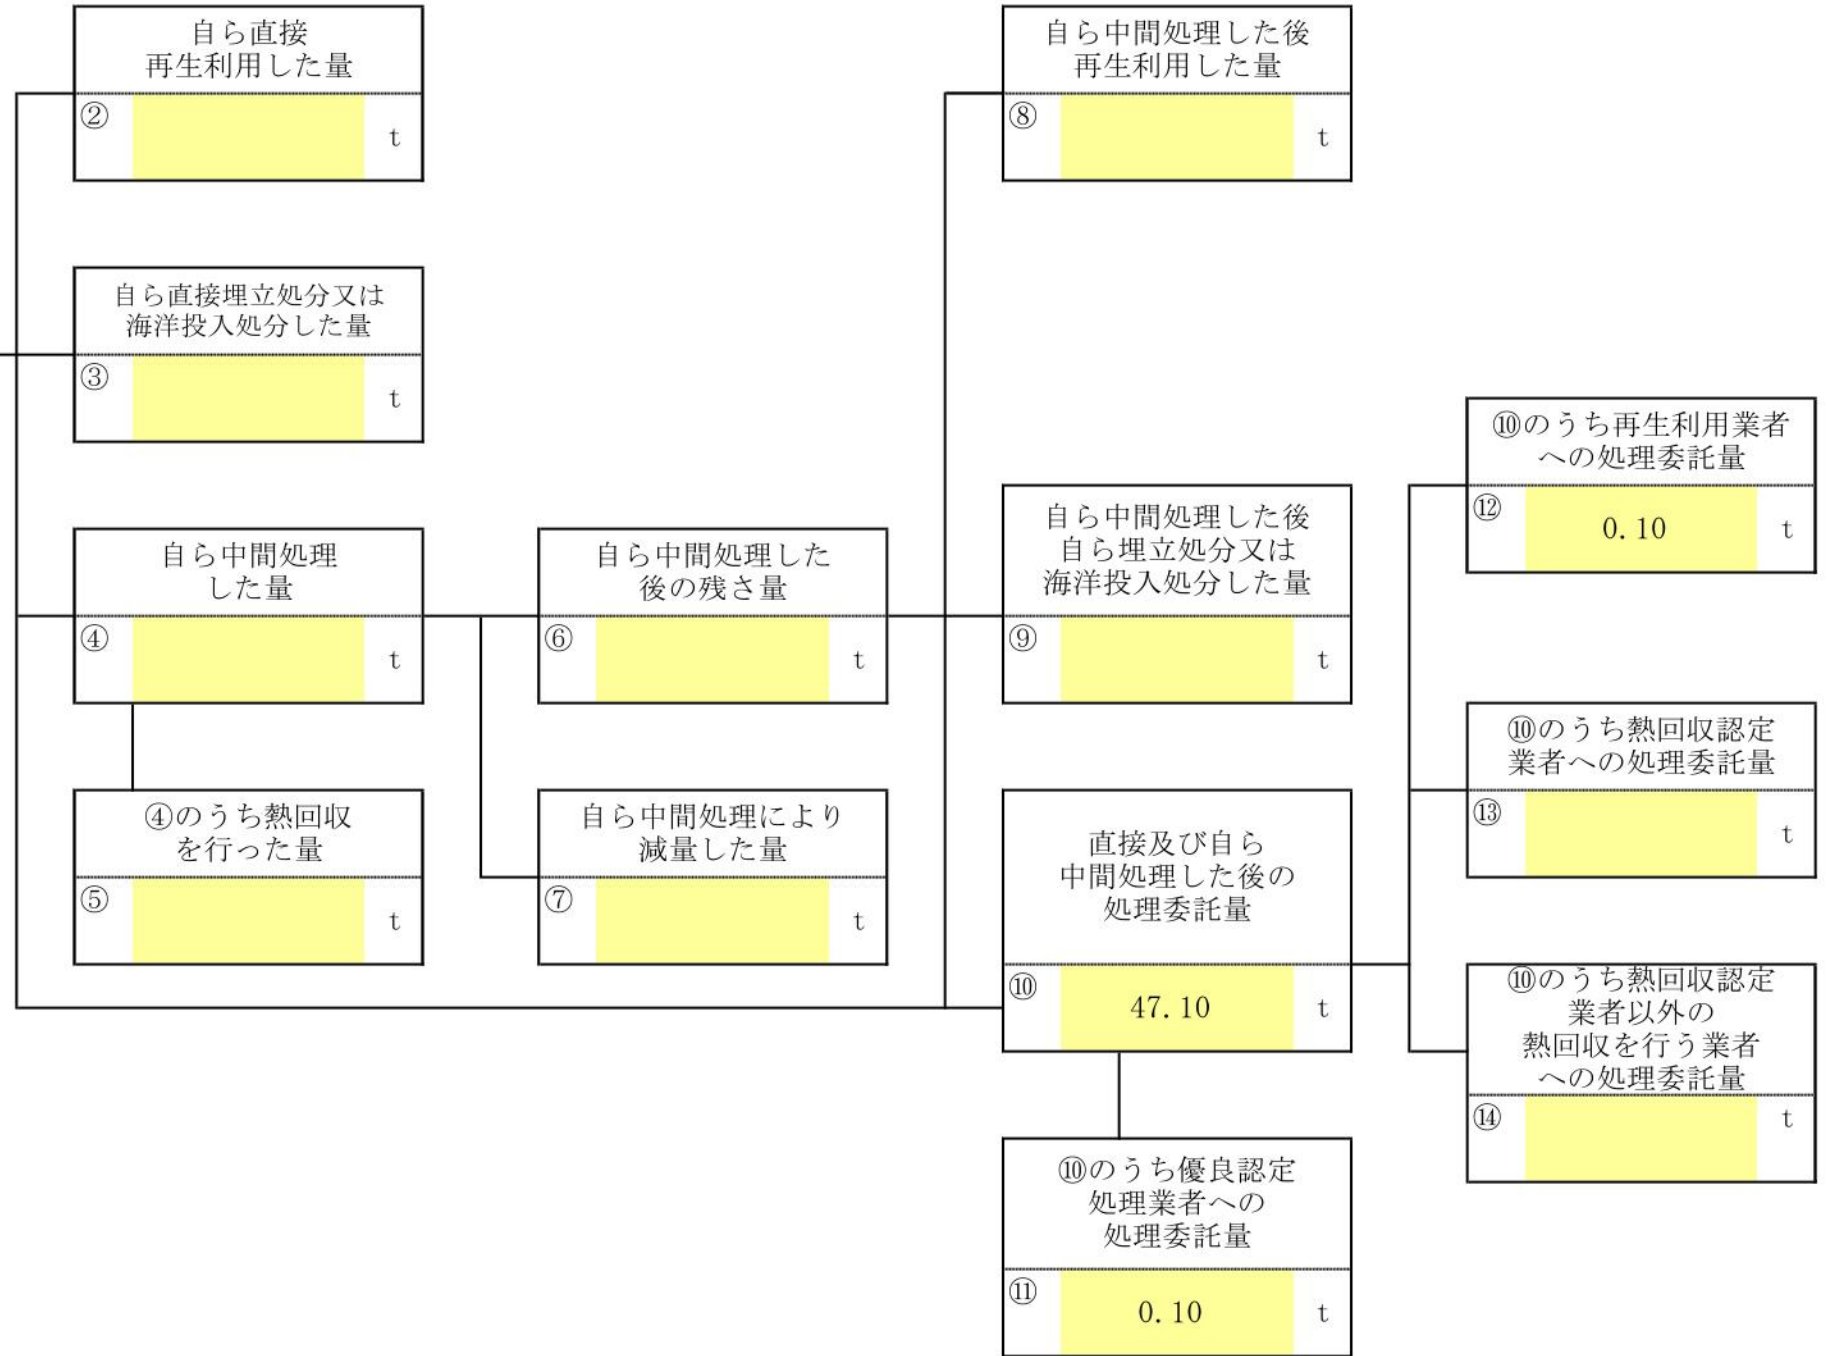 自ら直接
再生利用した量
②
t
自ら中間処理した後
再生利用した量
⑧
t
自ら直接埋立処分又は
海洋投入処分した量
③
t
⑩のうち再生利用業者
への処理委託量
⑫
0.10
t
自ら中間処理
した量
④
t
自ら中間処理した
後の残さ量
⑥
t
自ら中間処理した後
自ら埋立処分又は
海洋投入処分した量
⑨
t
⑩のうち熱回収認定
業者への処理委託量
⑬
t
④のうち熱回収
を行った量
⑤
t
自ら中間処理により
減量した量
⑦
t
直接及び自ら
中間処理した後の
処理委託量
⑩
47.10
t
⑩のうち熱回収認定
業者以外の
熱回収を行う業者
への処理委託量
⑭
t
⑩のうち優良認定
処理業者への
処理委託量
⑪
0.10
t